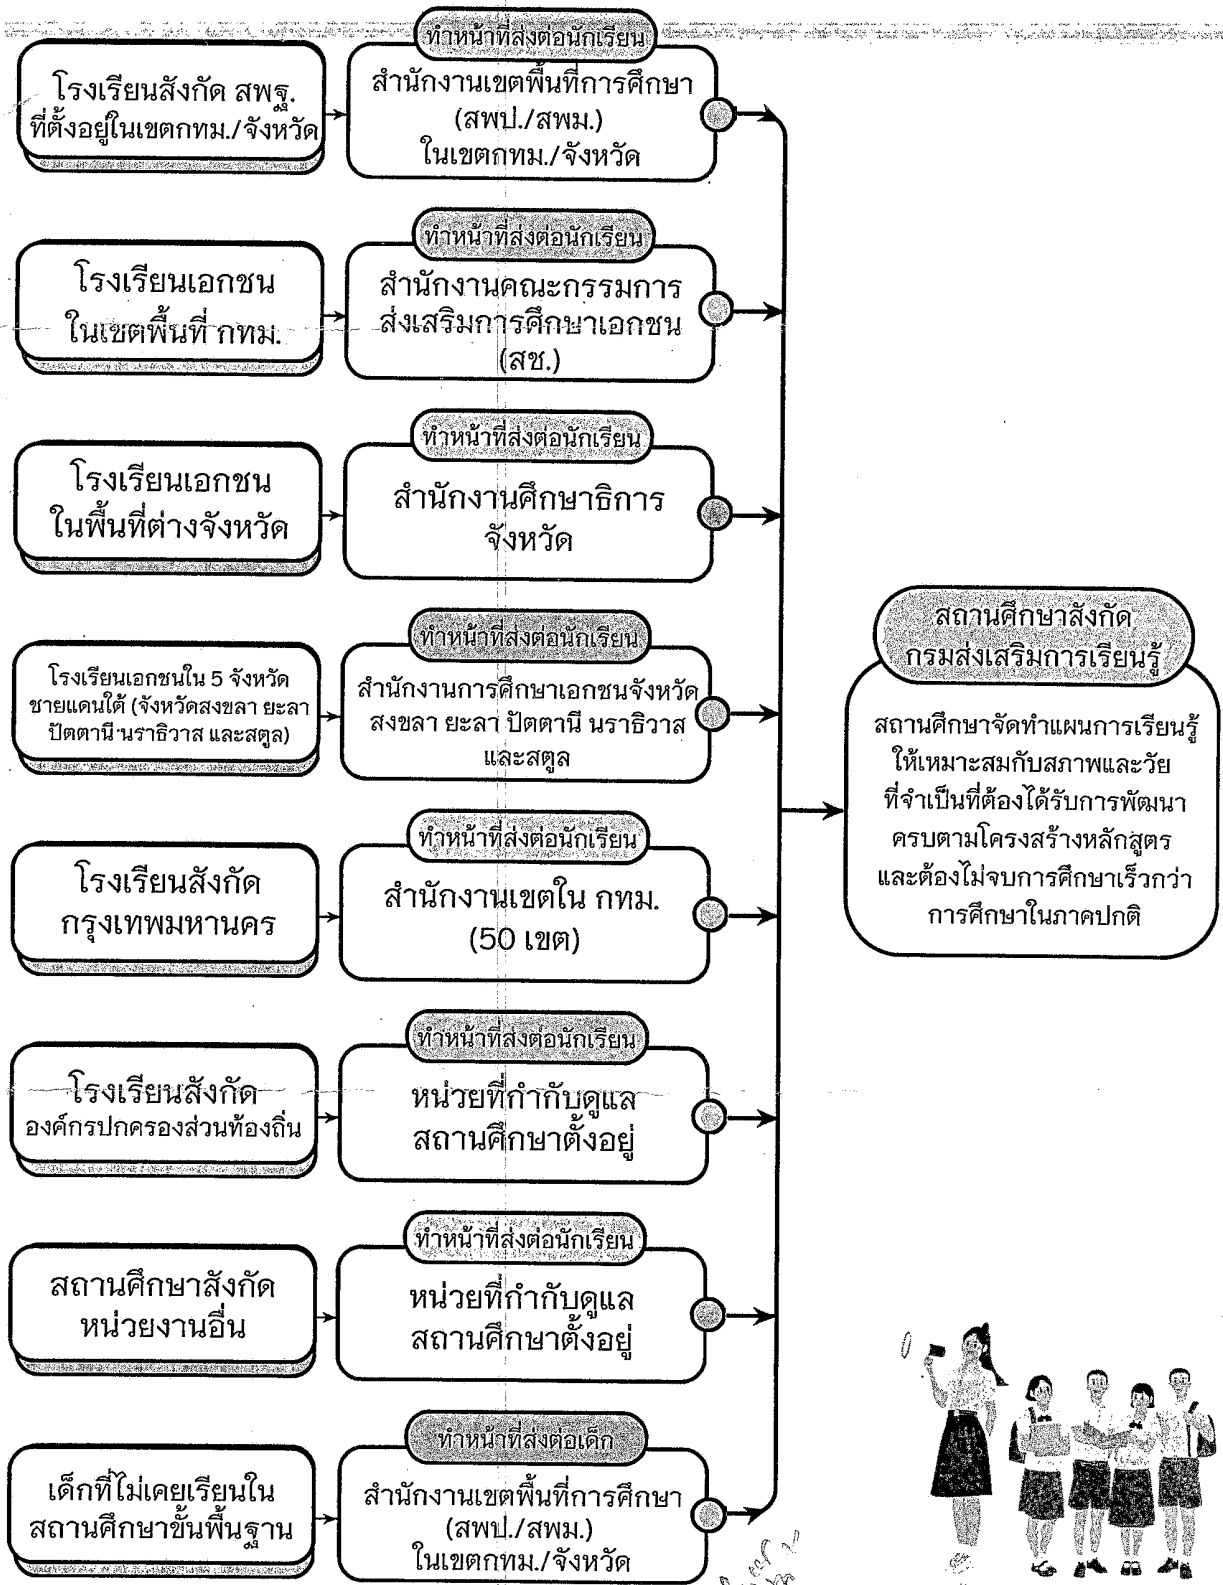 ทำหน้าที่ส่งต่อนักเรียน
โรงเรียนสังกัด สพฐ.
ที่ตั้งอยู่ในเขตกทม./จังหวัด
สำนักงานเขตพื้นที่การศึกษา
(สพป./สพม.)
ในเขตกทม./จังหวัด
ทำหน้าที่ส่งต่อนักเรียน
โรงเรียนเอกชน
ในเขตพื้นที่ กทม.
สำนักงานคณะกรรมการ
ส่งเสริมการศึกษาเอกชน
(สช.)
ทำหน้าที่ส่งต่อนักเรียน
โรงเรียนเอกชน
ในพื้นที่ต่างจังหวัด
สำนักงานศึกษาธิการ
จังหวัด
ทำหน้าที่ส่งต่อนักเรียน
โรงเรียนเอกชนใน 5 จังหวัด
ชายแดนใต้ (จังหวัดสงขลา ยะลา
ปัตตานี นราธิวาส และสตูล)
สำนักงานการศึกษาเอกชนจังหวัด
สงขลา ยะลา ปัตตานี นราธิวาส
และสตูล
ทำหน้าที่ส่งต่อนักเรียน
โรงเรียนสังกัด
กรุงเทพมหานคร
สำนักงานเขตใน กทม.
(50 เขต)
ทำหน้าที่ส่งต่อนักเรียน
โรงเรียนสังกัด
องค์กรปกครองส่วนท้องถิ่น
หน่วยที่กำกับดูแล
สถานศึกษาตั้งอยู่
ทำหน้าที่ส่งต่อนักเรียน
สถานศึกษาสังกัด
หน่วยงานอื่น
หน่วยที่กำกับดูแล
สถานศึกษาตั้งอยู่
ทำหน้าที่ส่งต่อเด็ก
เด็กที่ไม่เคยเรียนใน
สถานศึกษาขั้นพื้นฐาน
สำนักงานเขตพื้นที่การศึกษา
(สพป./สพม.)
ในเขตกทม./จังหวัด
สถานศึกษาสังกัด
กรมส่งเสริมการเรียนรู้
สถานศึกษาจัดทำแผนการเรียนรู้
ให้เหมาะสมกับสภาพและวัย
ที่จำเป็นที่ต้องได้รับการพัฒนา
ครบตามโครงสร้างหลักสูตร
และต้องไม่จบการศึกษาเร็วกว่า
การศึกษาในภาคปกติ